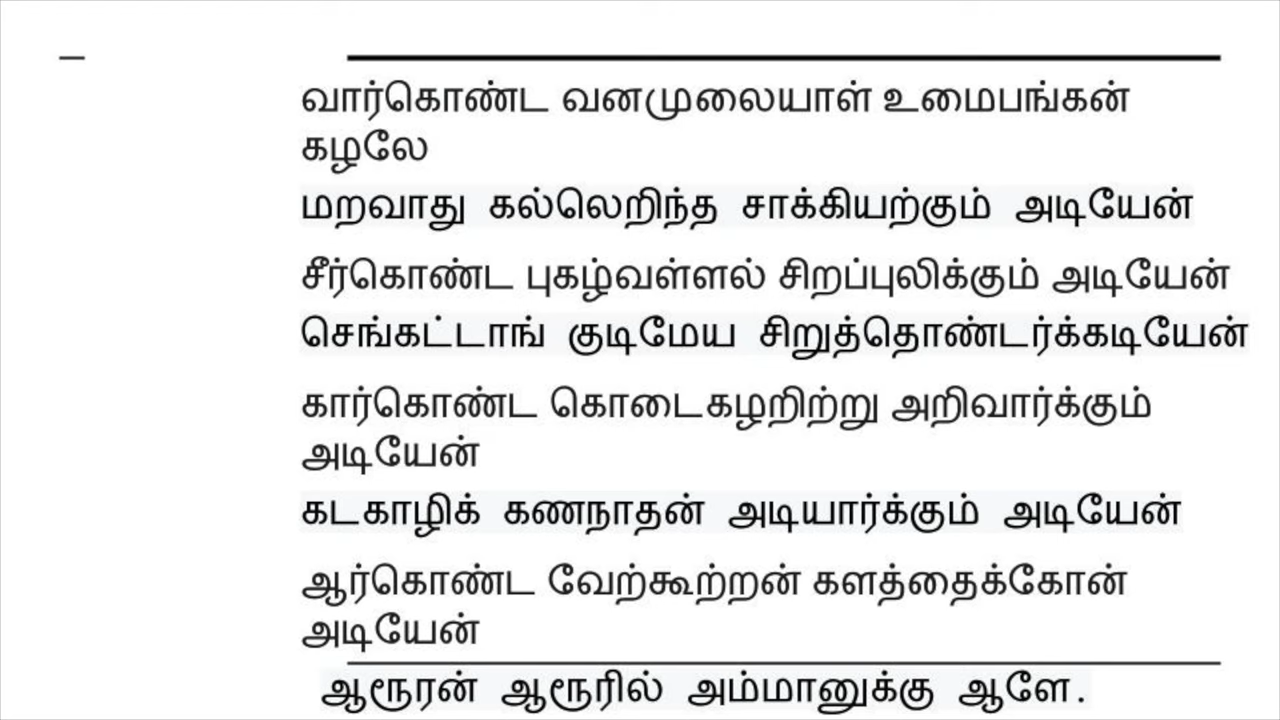 வார்கொண்ட வனமுலையாள் உமைபங்கன்
கழலே
மறவாது கல்லெறிந்த சாக்கியற்கும் அடியேன்
சீர்கொண்ட புகழ்வள்ளல் சிறப்புலிக்கும் அடியேன்
செங்கட்டாங் குடிமேய சிறுத்தொண்டர்க்கடியேன்
கார்கொண்ட கொடைகழறிற்று அறிவார்க்கும்
அடியேன்
கடகாழிக் கணநாதன் அடியார்க்கும் அடியேன்
ஆர்கொண்ட வேற்கூற்றன் களத்தைக்கோன்
அடியேன்
ஆரூரன் ஆரூரில் அம்மானுக்கு ஆளே.